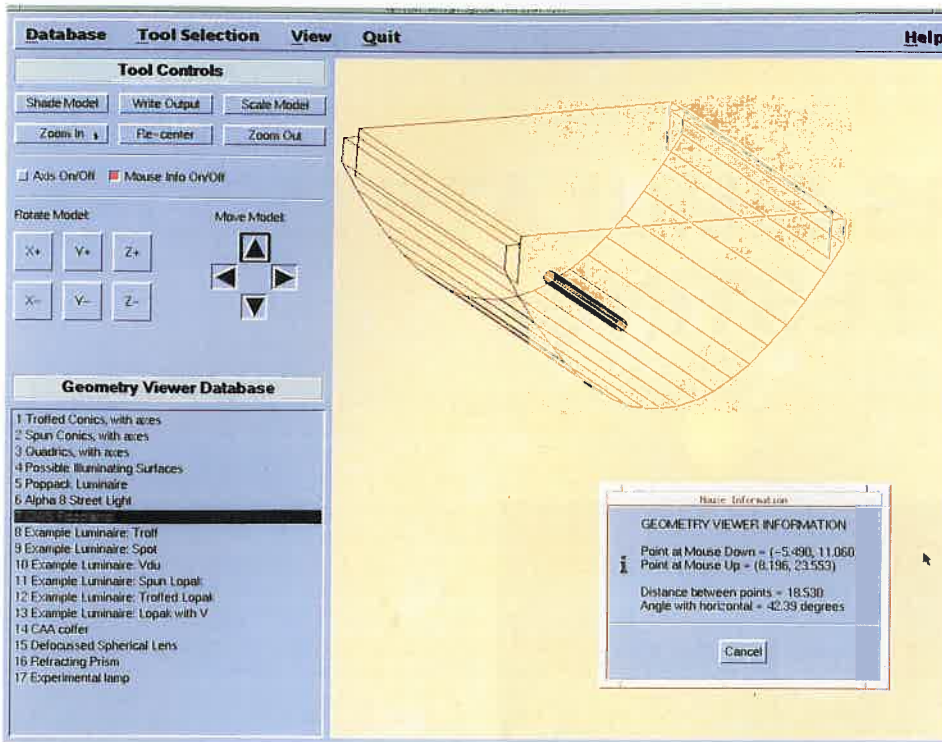 Database Tool Selection View Quit Help
Tool Controls
Shade Model Write Output Scale Model
Zoom In Re-center Zoom Out
Axis On/Off Mouse Info On/Off
Rotate Model: Move Model:
X+ Y+ Z+
X- Y- Z-
Geometry Viewer Database
1 Troffed Conics, with axes
2 Spun Conics, with axes
3 Quadrics, with axes
4 Possible Illuminating Surfaces
5 Poppack Luminaire
6 Alpha 8 Street Light
8 Example Luminaire: Troff
9 Example Luminaire: Spot
10 Example Luminaire: Vdu
11 Example Luminaire: Spun Lopak
12 Example Luminaire: Troffed Lopak
13 Example Luminaire: Lopak with V
14 CAA coffer
15 Defocussed Spherical Lens
16 Refracting Prism
17 Experimental lamp
Mouse Information
GEOMETRY VIEWER INFORMATION
Point at Mouse Down = (-5.490, 11.060
Point at Mouse Up = (8.196, 23.553)
Distance between points = 18.530
Angle with horizontal = 42.39 degrees
Cancel